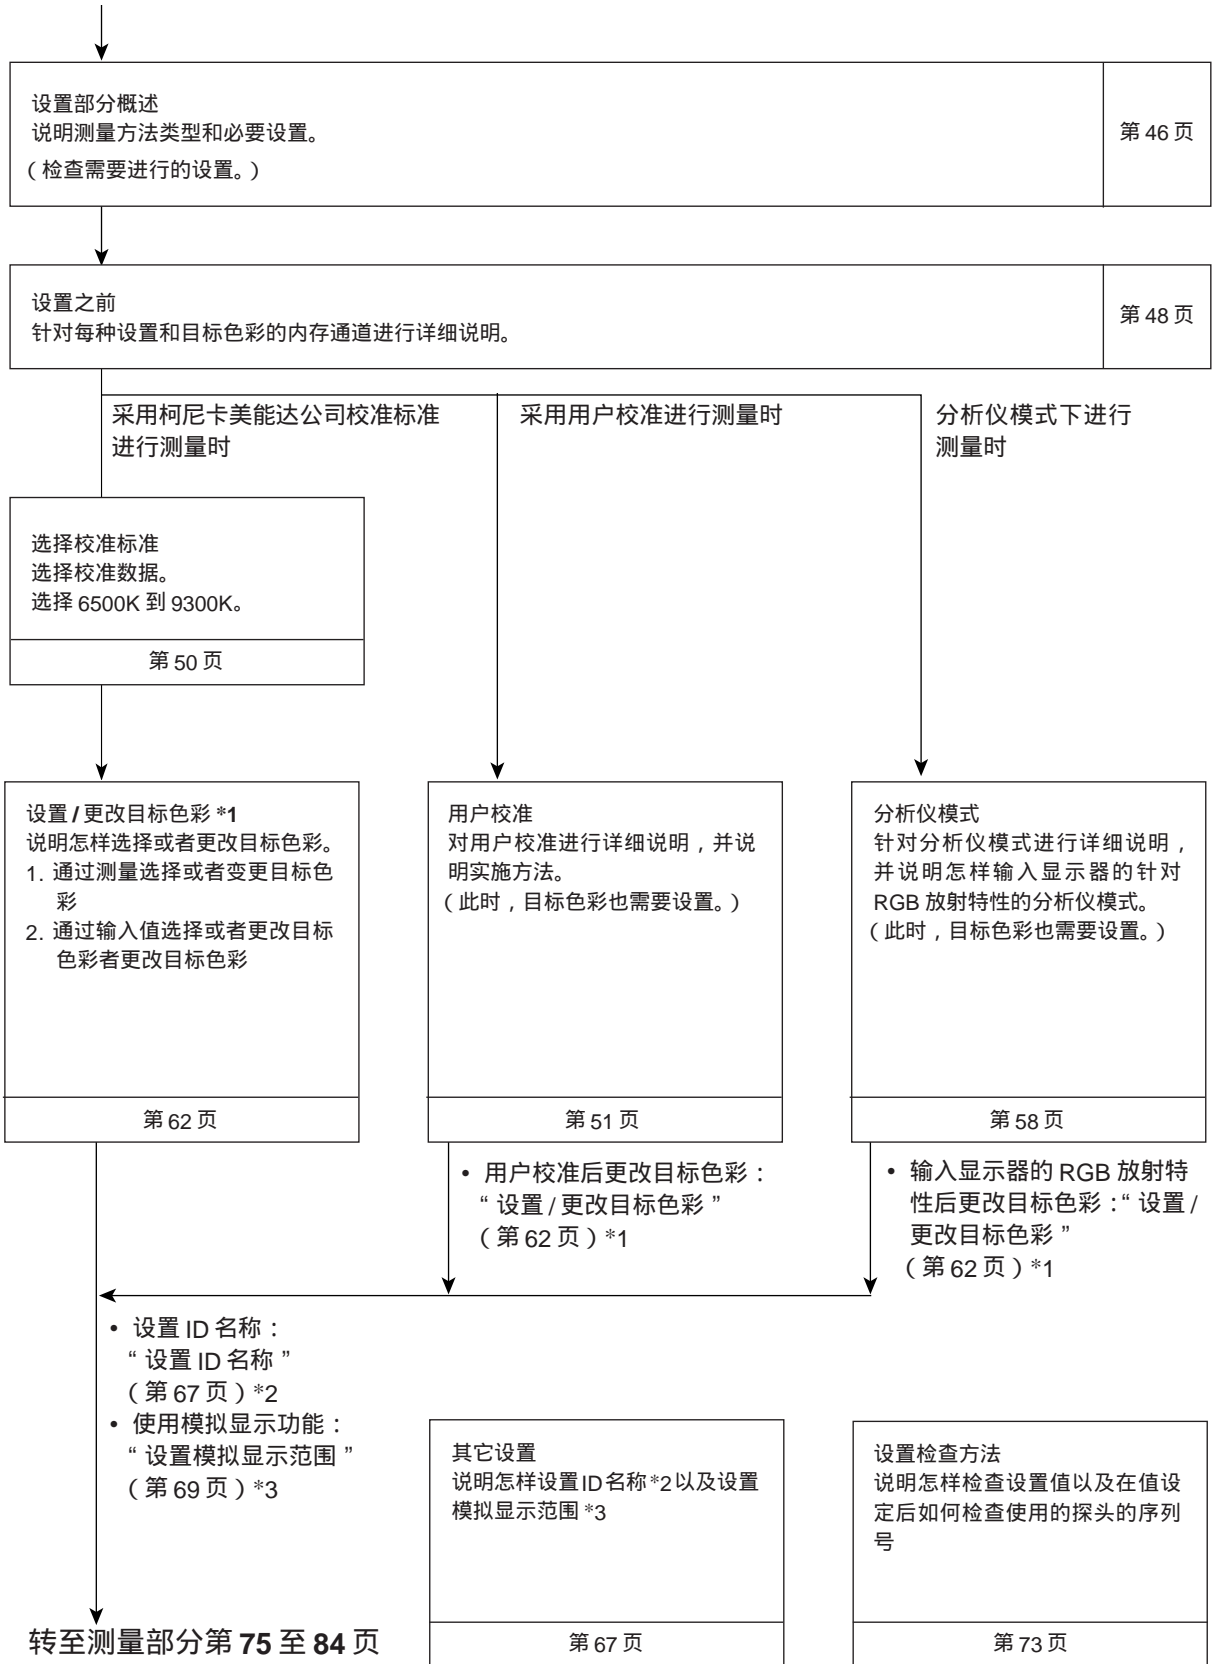 设置部分概述
说明测量方法类型和必要设置。
（检查需要进行的设置。）
第 46 页
设置之前
针对每种设置和目标色彩的内存通道进行详细说明。
第 48 页
采用柯尼卡美能达公司校准标准
进行测量时
采用用户校准进行测量时
分析仪模式下进行
测量时
选择校准标准
选择校准数据。
选择 6500K 到 9300K。
第 50 页
设置 / 更改目标色彩 *1
说明怎样选择或者更改目标色彩。
1. 通过测量选择或者变更目标色
彩
2. 通过输入值选择或者更改目标
色彩者更改目标色彩
第 62 页
用户校准
对用户校准进行详细说明，并说
明实施方法。
（此时，目标色彩也需要设置。）
第 51 页
分析仪模式
针对分析仪模式进行详细说明，
并说明怎样输入显示器的针对
RGB 放射特性的分析仪模式。
（此时，目标色彩也需要设置。）
第 58 页
• 用户校准后更改目标色彩：
“设置 / 更改目标色彩”
（第 62 页）*1
• 输入显示器的 RGB 放射特
性后更改目标色彩：“设置 /
更改目标色彩”
（第 62 页）*1
• 设置 ID 名称：
“设置 ID 名称”
（第 67 页）*2
• 使用模拟显示功能：
“设置模拟显示范围”
（第 69 页）*3
其它设置
说明怎样设置 ID 名称 *2 以及设置
模拟显示范围 *3
第 67 页
设置检查方法
说明怎样检查设置值以及在值设
定后如何检查使用的探头的序列
号
第 73 页
转至测量部分第 75 至 84 页